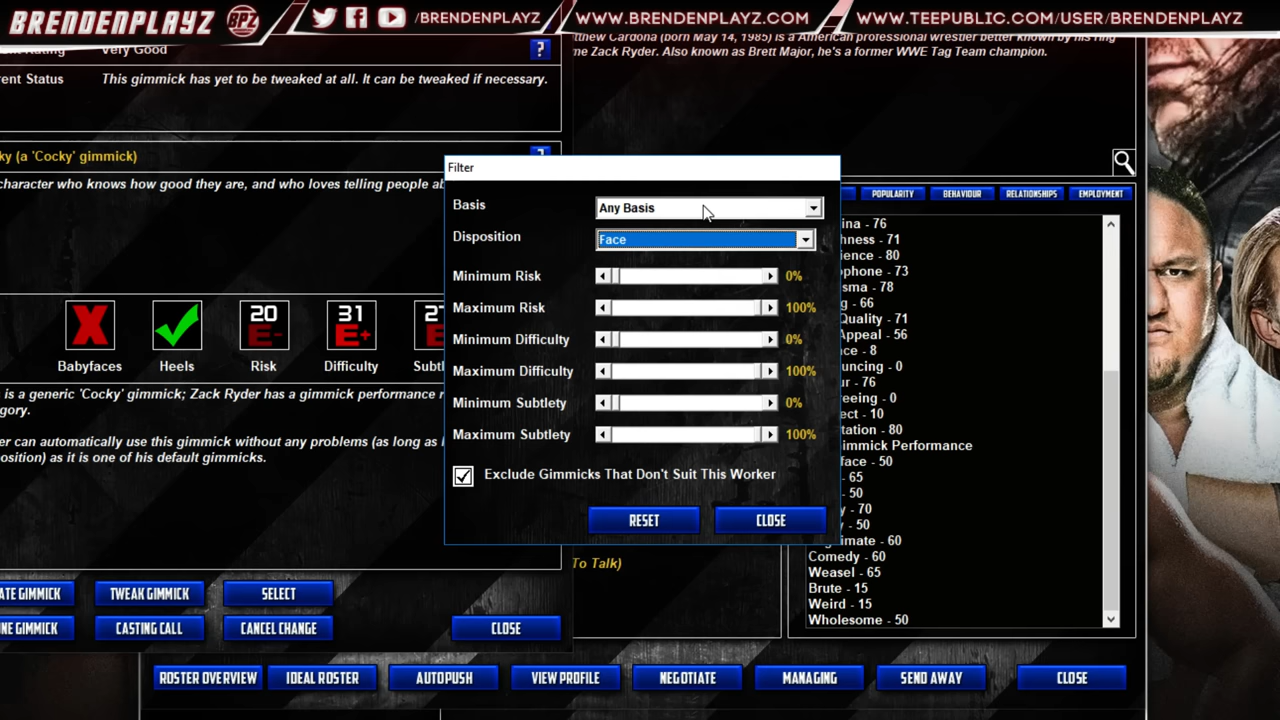 BRENDENPLAYZ BPZ /BRENDENPLAYZ WWW.BRENDENPLAYZ.COM WWW.TEEPUBLIC.COM/USER/BRENDENPLAYZ
Very Good ?
ent Status This gimmick has yet to be tweaked at all. It can be tweaked if necessary.
tthew Cardona (born May 14, 1985) is a American professional wrestler better known by his ring
me Zack Ryder. Also known as Brett Major, he's a former WWE Tag Team champion.
ky (a 'Cocky' gimmick) ?
character who knows how good they are, and who loves telling people ab
Babyfaces
Heels
20
E-
Risk
31
E+
Difficulty
Subtl
is a generic 'Cocky' gimmick; Zack Ryder has a gimmick performance r
gory.
er can automatically use this gimmick without any problems (as long as
position) as it is one of his default gimmicks.
Filter
Basis Any Basis
Disposition Face
Minimum Risk 0%
Maximum Risk 100%
Minimum Difficulty 0%
Maximum Difficulty 100%
Minimum Subtlety 0%
Maximum Subtlety 100%
Exclude Gimmicks That Don't Suit This Worker
RESET CLOSE
POPULARITY BEHAVIOUR RELATIONSHIPS EMPLOYMENT
ina - 76
hness - 71
ience - 80
ophone - 73
sma - 78
g - 66
Quality - 71
Appeal - 56
ce - 8
uncing - 0
ur - 76
reeing - 0
ect - 10
tation - 80
immick Performance
face - 50
- 65
- 50
y - 70
y - 50
gitimate - 60
Comedy - 60
Weasel - 65
Brute - 15
Weird - 15
Wholesome - 50
To Talk)
ATE GIMMICK TWEAK GIMMICK SELECT
NE GIMMICK CASTING CALL CANCEL CHANGE CLOSE
ROSTER OVERVIEW IDEAL ROSTER AUTOPUSH VIEW PROFILE NEGOTIATE MANAGING SEND AWAY CLOSE